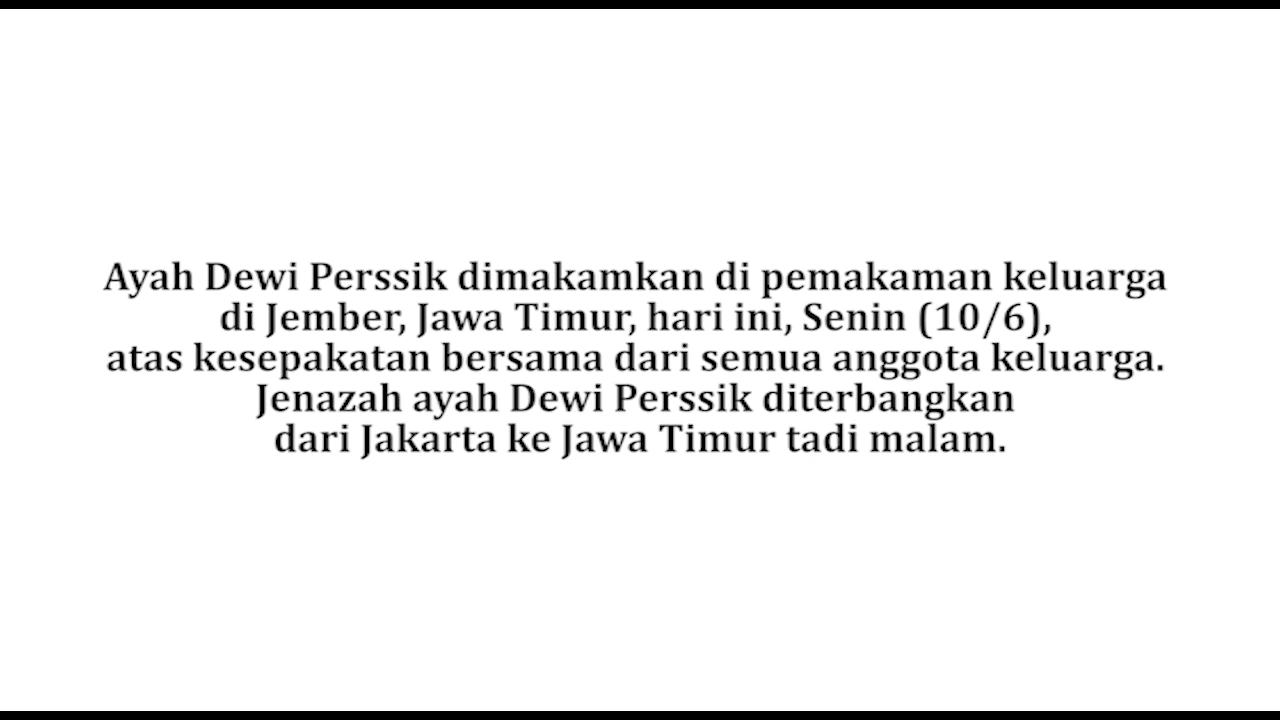 Ayah Dewi Perssik dimakamkan di pemakaman keluarga
di Jember, Jawa Timur, hari ini, Senin (10/6),
atas kesepakatan bersama dari semua anggota keluarga.
Jenazah ayah Dewi Perssik diterbangkan
dari Jakarta ke Jawa Timur tadi malam.